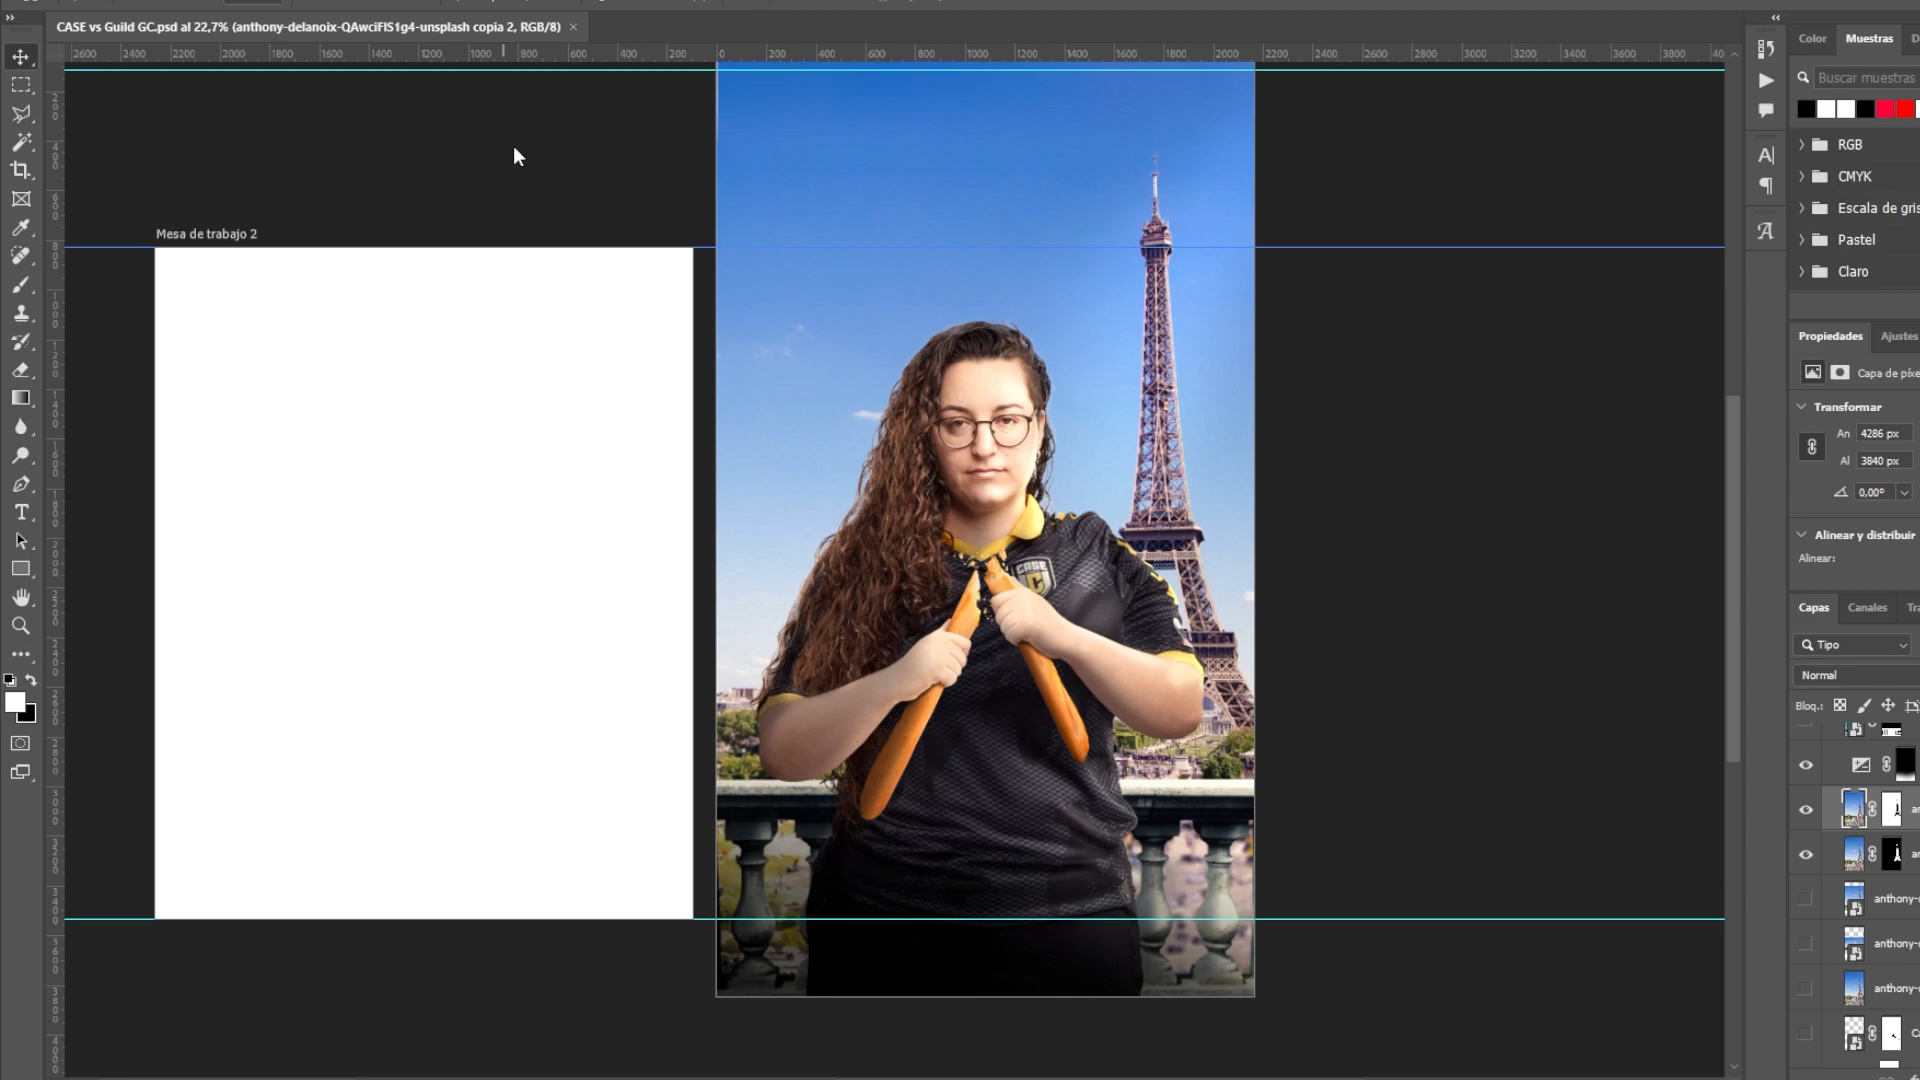 CASE vs Guild GC.psd al 22,7% (anthony-delanoix-QAwciFlS1g4-unsplash copia 2, RGB/8) ×
2600 2400 2200 2000 1800 1600 1400 1200 1000 800 600 400 200 0 200 400 600 800 1000 1200 1400 1600 1800 2000 2200 2400 2600 2800 3000 3200 3400 3600 3800
Color Muestras
Buscar muestras
RGB
CMYK
Escala de gris
Pastel
Claro
Mesa de trabajo 2
CASE
C
Propiedades Ajustes
Capa de píxe
Transformar
An 4286 px
Al 3840 px
0,00°
Alinear y distribuir
Alinear:
Capas Canales
Tipo
Normal
Bloq.:
anthony-
anthony-
anthony-